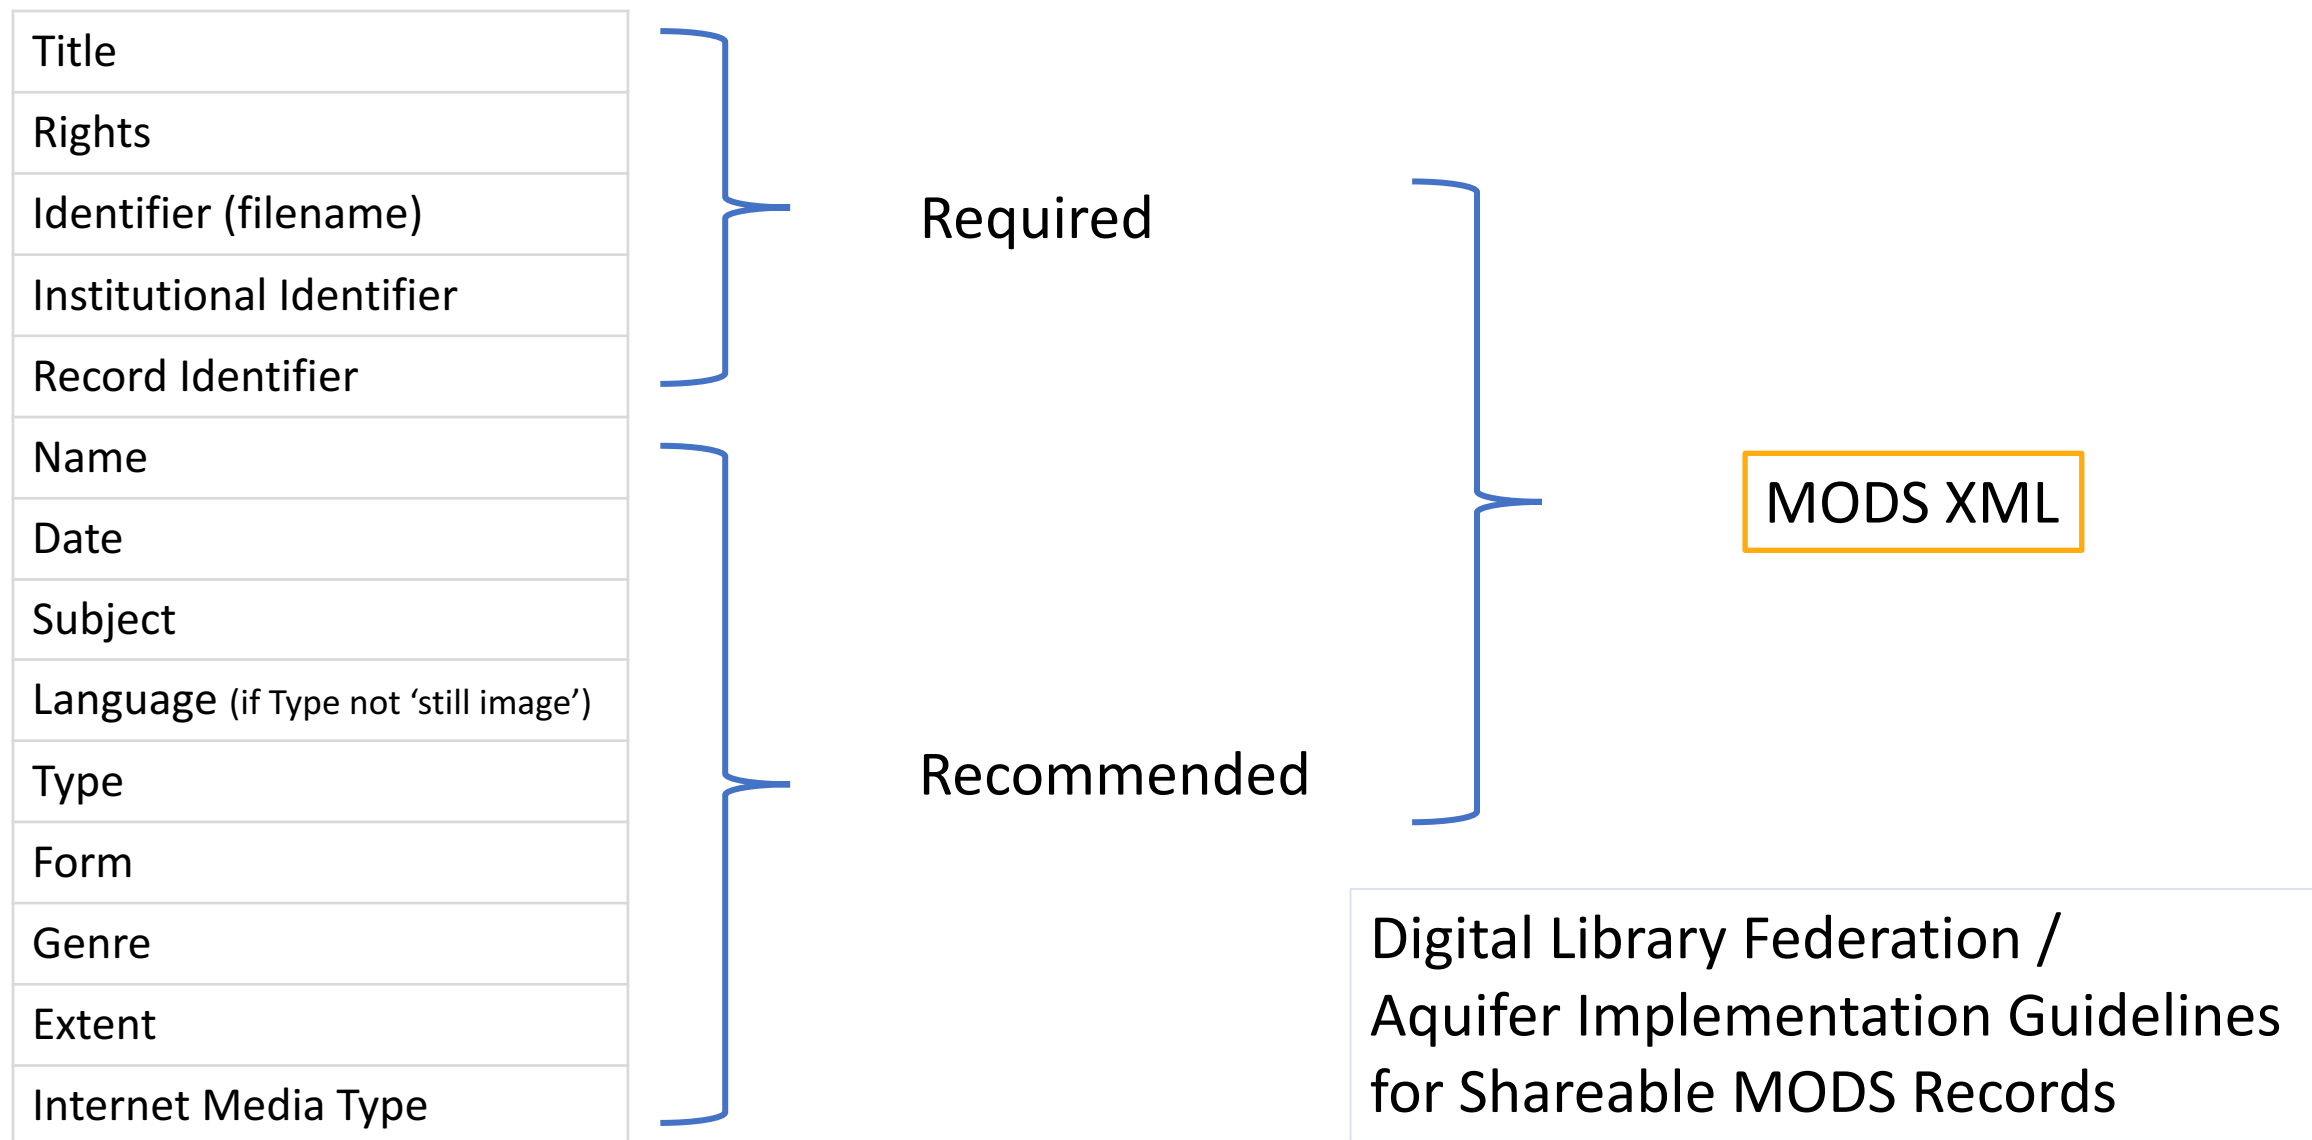 Title
Rights
Identifier (filename)
Institutional Identifier
Record Identifier
Name
Date
Subject
Language (if Type not ‘still image’)
Type
Form
Genre
Extent
Internet Media Type
Required
Recommended
MODS XML
Digital Library Federation /
Aquifer Implementation Guidelines
for Shareable MODS Records